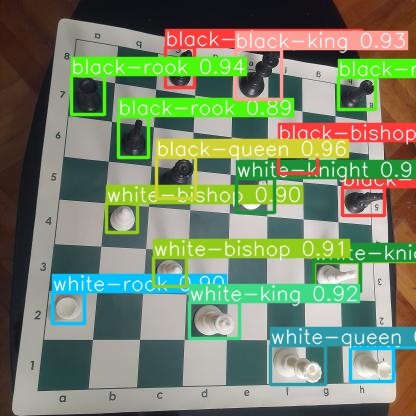 black-
black-king 0.93
black-rook 0.94
black-r
black-rook 0.89
black-bishop
black-queen 0.96
white-knight 0.9
black
white-bishop 0.90
white-bishop 0.91
white-kni
white-rook 0.90
white-king 0.92
white-queen 0
8
7
6
5
4
3
2
1
a b c d e f g h